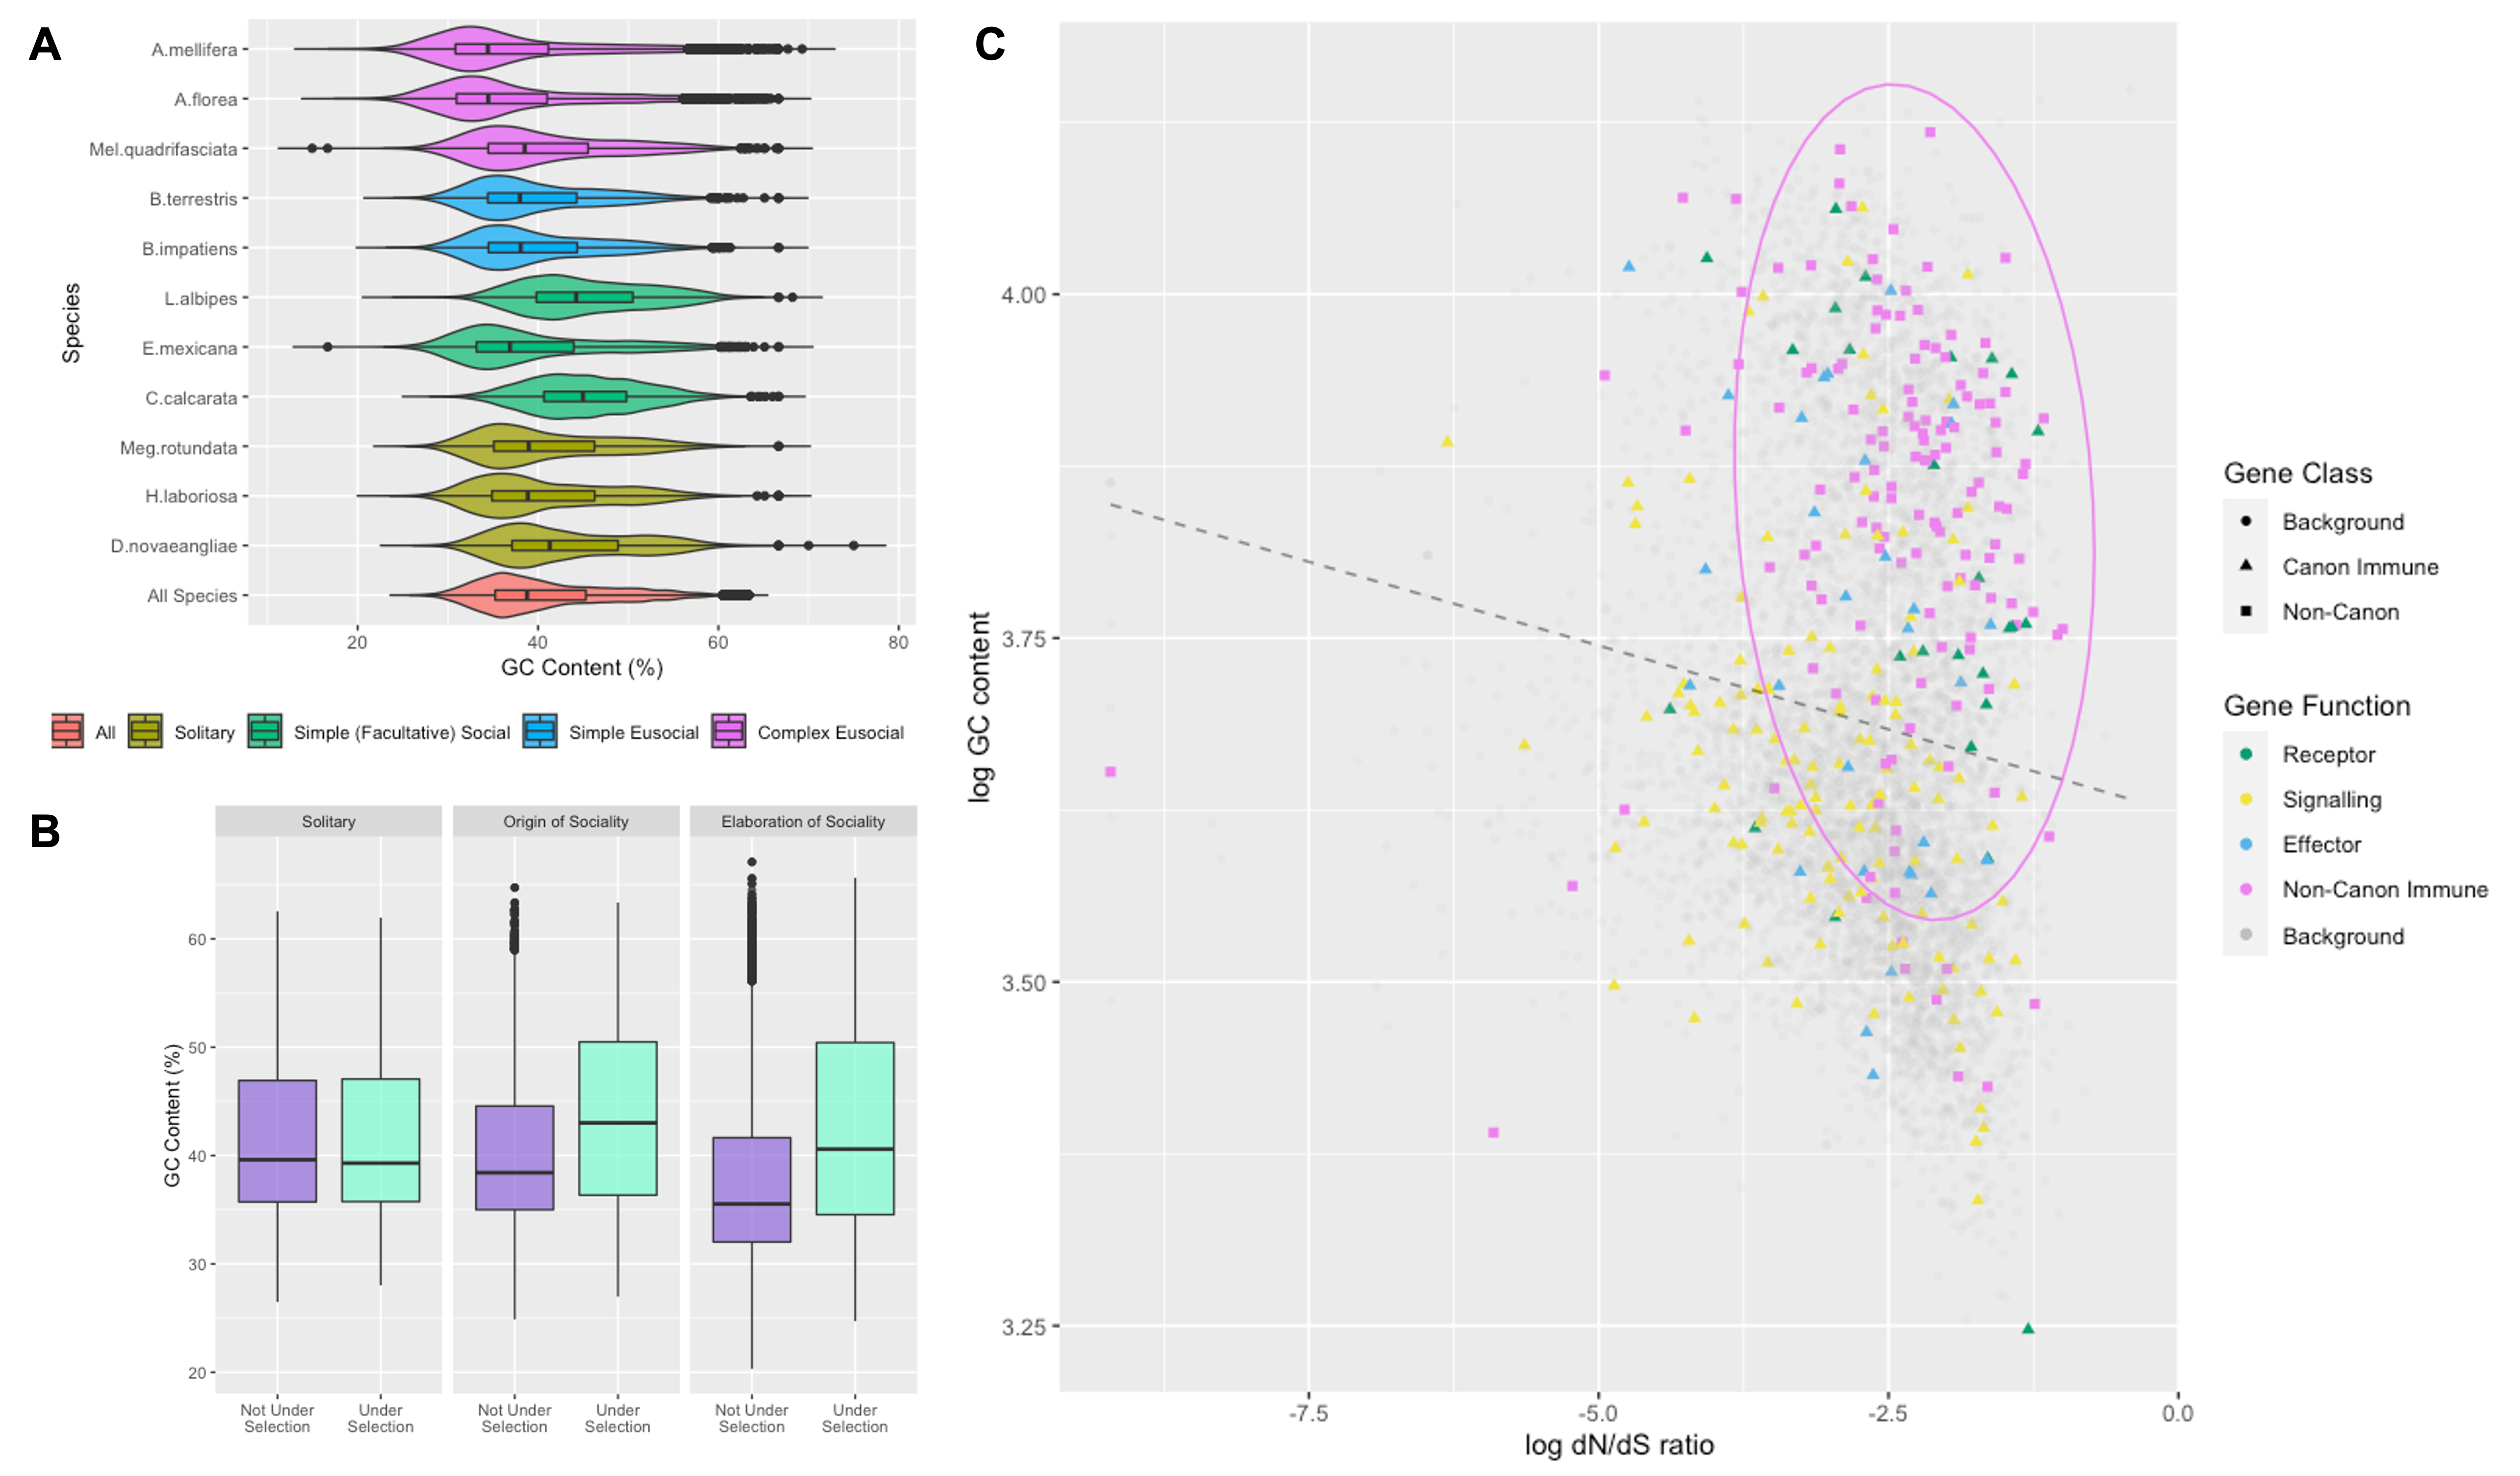 A
A.mellifera
A.florea
Mel.quadrifasciata
B.terrestris
B.impatiens
L.albipes
E.mexicana
C.calcarata
Meg.rotundata
H.laboriosa
D.novaeangliae
All Species
Species
20 40 60 80
GC Content (%)
All Solitary Simple (Facultative) Social Simple Eusocial Complex Eusocial
B
Solitary Origin of Sociality Elaboration of Sociality
60
50
40
30
20
GC Content (%)
Not Under Selection
Under Selection
Not Under Selection
Under Selection
Not Under Selection
Under Selection
C
4.00
3.75
3.50
3.25
log GC content
-7.5 -5.0 -2.5 0.0
log dN/dS ratio
Gene Class
Background
Canon Immune
Non-Canon
Gene Function
Receptor
Signalling
Effector
Non-Canon Immune
Background